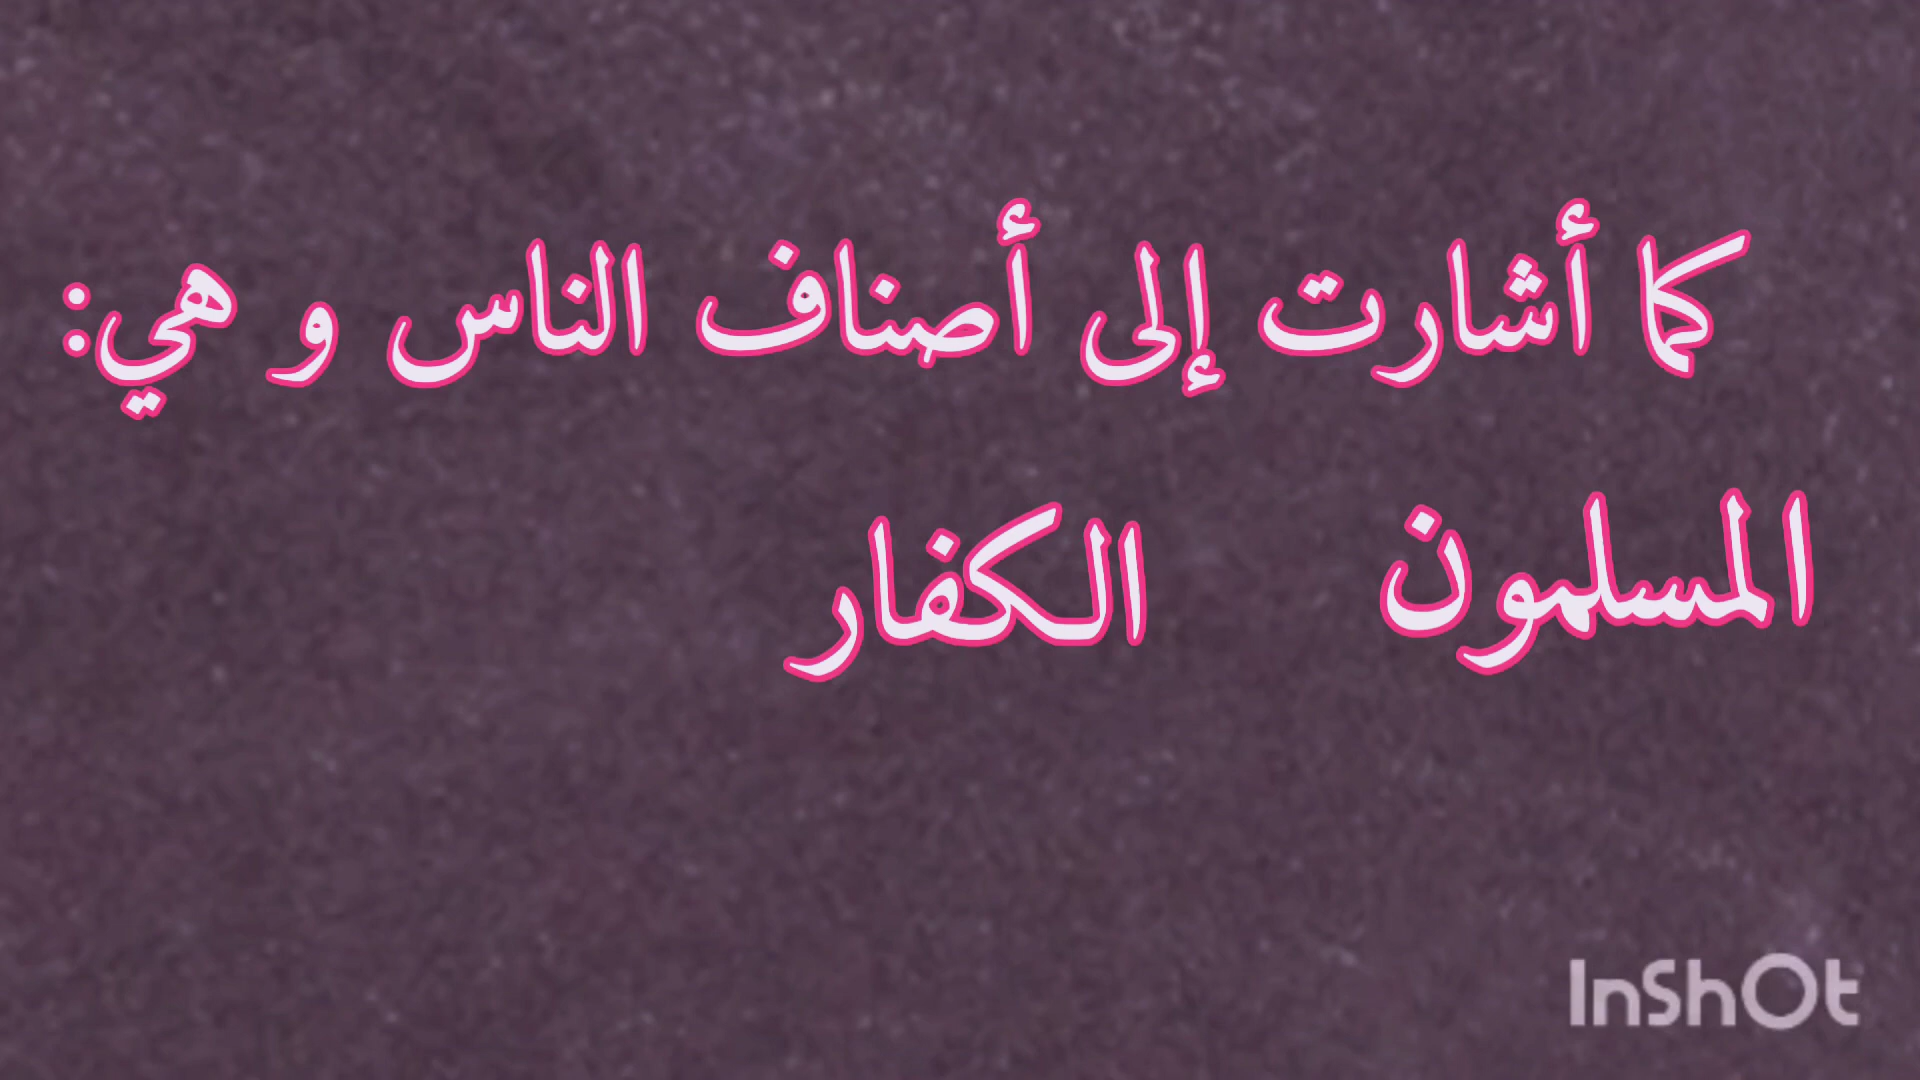 كما أشارت إلى أصناف الناس و هي:
المسلمون الكفار
InShOt